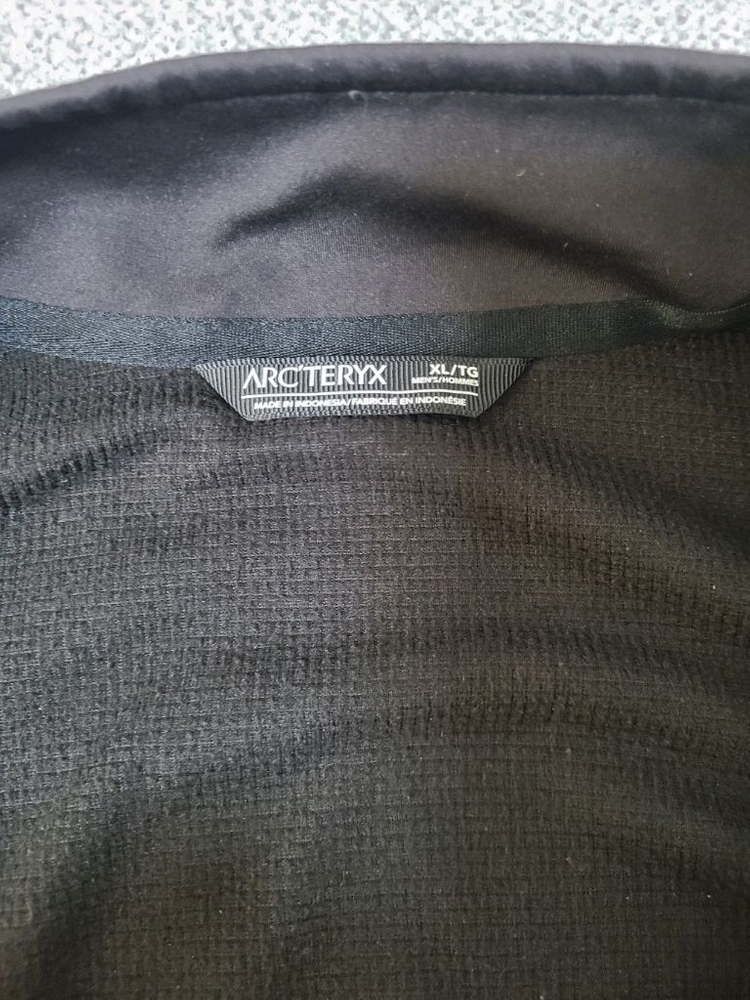 ARC'TERYX XL/TG
MEN'S/HOMMES
MADE IN INDONESIA/FABRIQUÉ EN INDONÉSIE